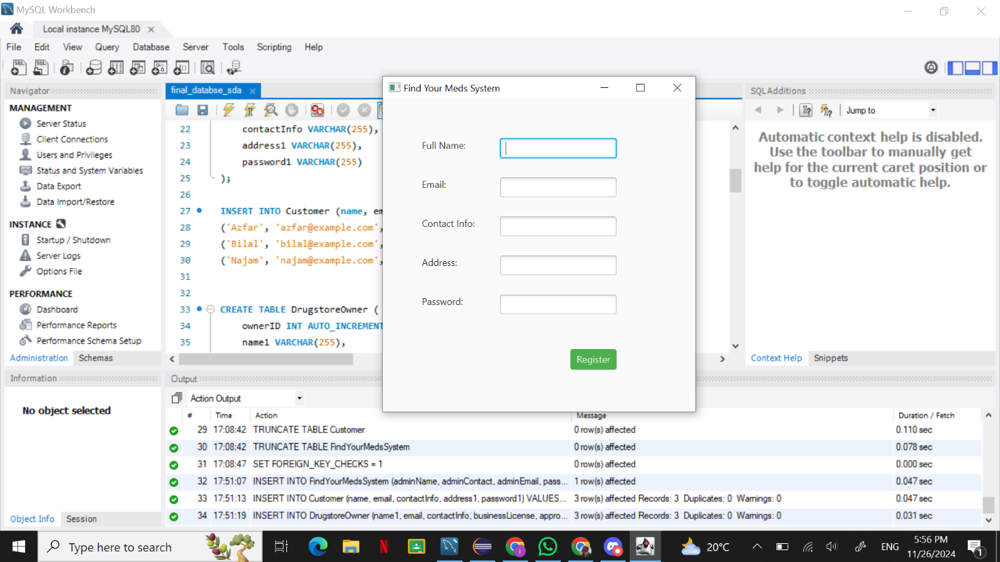 MySQL Workbench
Local instance MySQL80
File Edit View Query Database Server Tools Scripting Help
Navigator
MANAGEMENT
Server Status
Client Connections
Users and Privileges
Status and System Variables
Data Export
Data Import/Restore
INSTANCE
Startup / Shutdown
Server Logs
Options File
PERFORMANCE
Dashboard
Performance Reports
Performance Schema Setup
Administration Schemas
Information
No object selected
Object Info Session
final_databse_sda
22 contactInfo VARCHAR(255),
23 address1 VARCHAR(255),
24 password1 VARCHAR(255)
25 );
26
27 INSERT INTO Customer (name, em
28 ('Azfar', 'azfar@example.com',
29 ('Bilal', 'bilal@example.com',
30 ('Najam', 'najam@example.com',
31
32
33 CREATE TABLE DrugstoreOwner (
34 ownerID INT AUTO_INCREMENT
35 name1 VARCHAR(255),
Find Your Meds System
Full Name:
Email:
Contact Info:
Address:
Password:
Register
SQLAdditions
Jump to
Automatic context help is disabled.
Use the toolbar to manually get
help for the current caret position or
to toggle automatic help.
Context Help Snippets
Output
Action Output
# Time Action Message Duration / Fetch
29 17:08:42 TRUNCATE TABLE Customer 0 row(s) affected 0.110 sec
30 17:08:42 TRUNCATE TABLE FindYourMedsSystem 0 row(s) affected 0.078 sec
31 17:08:47 SET FOREIGN_KEY_CHECKS = 1 0 row(s) affected 0.000 sec
32 17:51:07 INSERT INTO FindYourMedsSystem (adminName, adminContact, adminEmail, pass... 1 row(s) affected 0.047 sec
33 17:51:13 INSERT INTO Customer (name, email, contactInfo, address1, password1) VALUES... 3 row(s) affected Records: 3 Duplicates: 0 Warnings: 0 0.047 sec
34 17:51:19 INSERT INTO DrugstoreOwner (name1, email, contactInfo, businessLicense, appro... 3 row(s) affected Records: 3 Duplicates: 0 Warnings: 0 0.031 sec
Type here to search
20°C
ENG
5:56 PM
11/26/2024
1